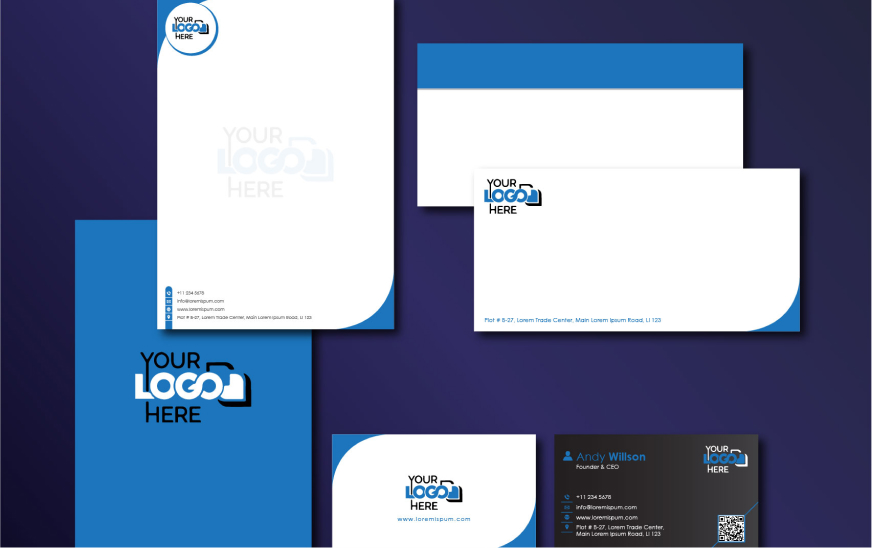 YOUR
LOGO
HERE
YOUR
LOGO
HERE
+11 234 5678
info@loremispum.com
www.loremispum.com
Plot # B-27, Lorem Trade Center, Main Lorem Ipsum Road, LI 123
YOUR
LOGO
HERE
Plot # B-27, Lorem Trade Center, Main Lorem Ipsum Road, LI 123
YOUR
LOGO
HERE
YOUR
LOGO
HERE
www.loremispum.com
Andy Willson
Founder & CEO
YOUR
LOGO
HERE
+11 234 5678
info@loremispum.com
www.loremispum.com
Plot # B-27, Lorem Trade Center,
Main Lorem Ipsum Road, LI 123